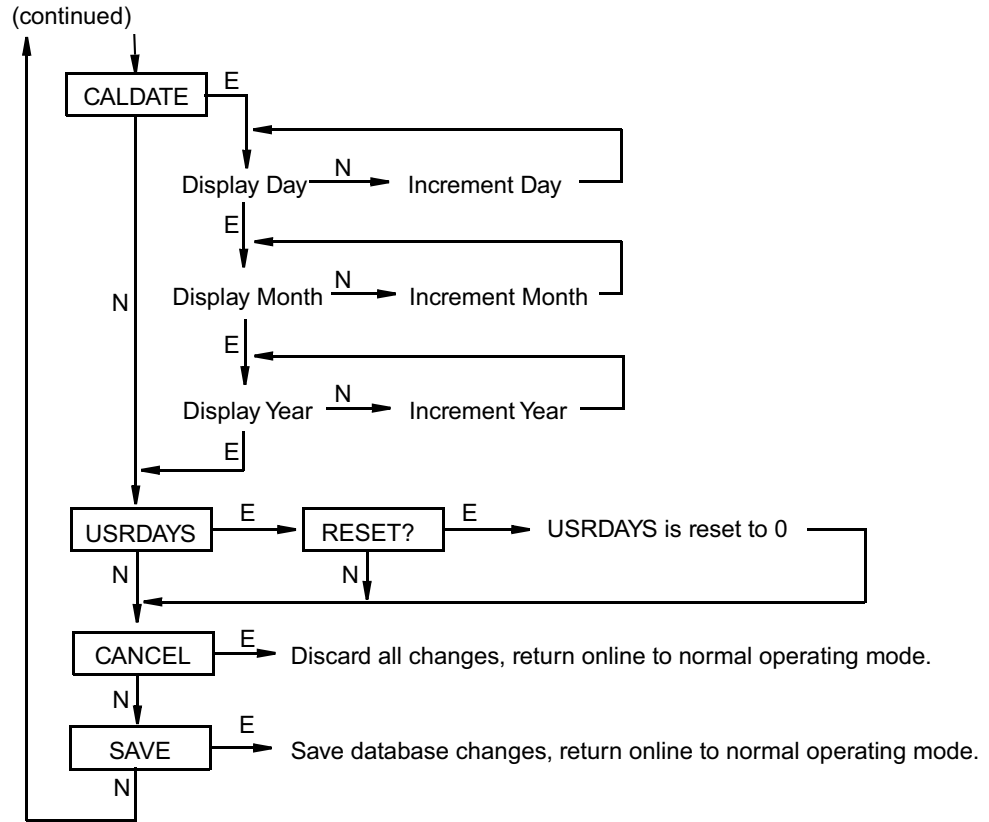 (continued)
CALDATE
E
Display Day
N
Increment Day
E
Display Month
N
Increment Month
N
E
Display Year
N
Increment Year
E
USRDAYS
E
RESET?
E
USRDAYS is reset to 0
N
N
CANCEL
E
Discard all changes, return online to normal operating mode.
N
SAVE
E
Save database changes, return online to normal operating mode.
N